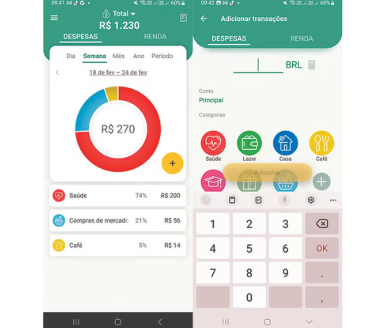 09:41
60%
Total
R$ 1.230
DESPESAS RENDA
Dia Semana Mês Ano Período
18 de fev – 24 de fev
R$ 270
+
Saúde 74% R$ 200
Compras de mercado 21% R$ 56
Café 5% R$ 14
09:42
60%
Adicionar transações
DESPESAS RENDA
BRL
Conta
Principal
Categorias
Saúde Lazer Casa Café
Adicionar
1 2 3
4 5 6 OK
7 8 9
0 ,